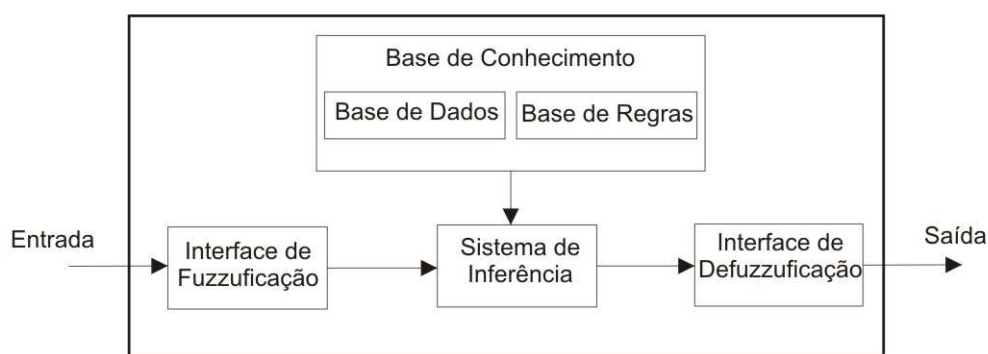 Base de Conhecimento
Base de Dados
Base de Regras
Entrada
Interface de
Fuzzuficação
Sistema de
Inferência
Interface de
Defuzzuficação
Saída